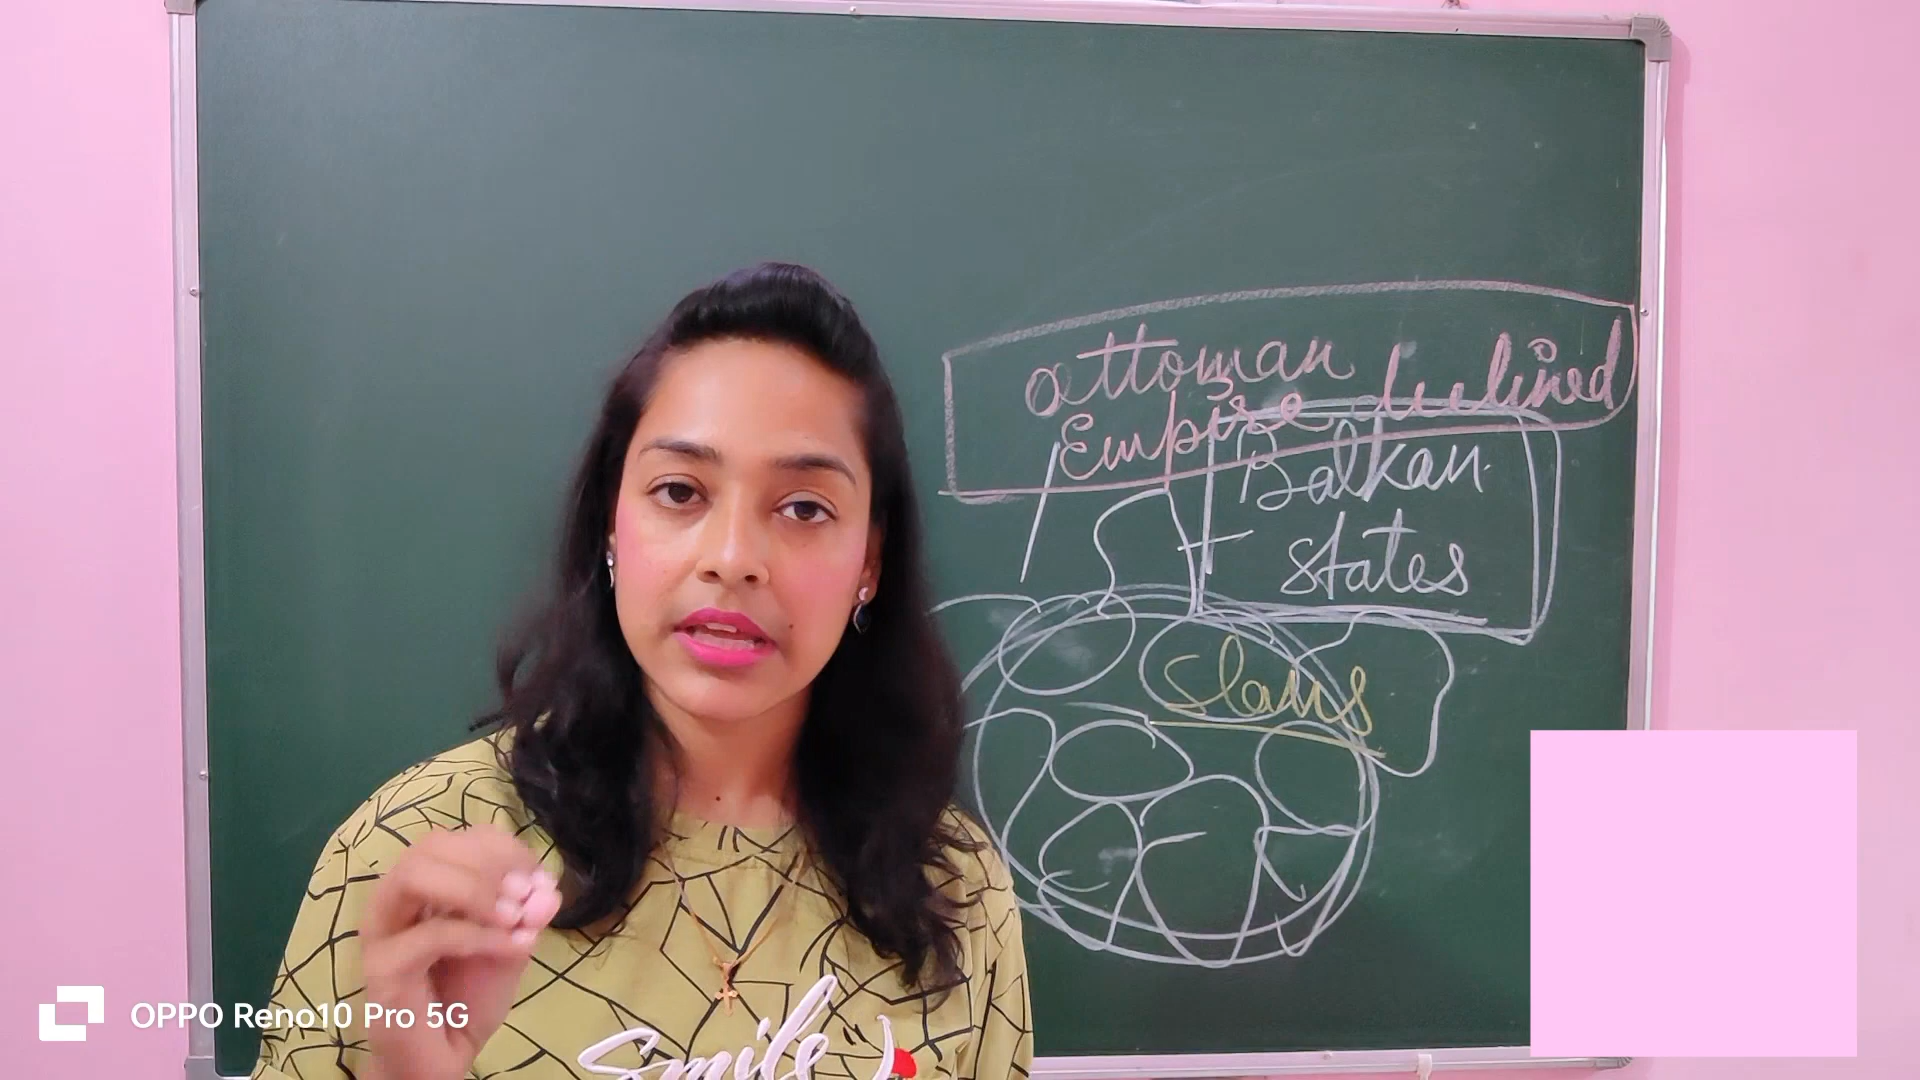 Ottoman
Empire declined
Balkan
states
Slavs
Smile
OPPO Reno10 Pro 5G